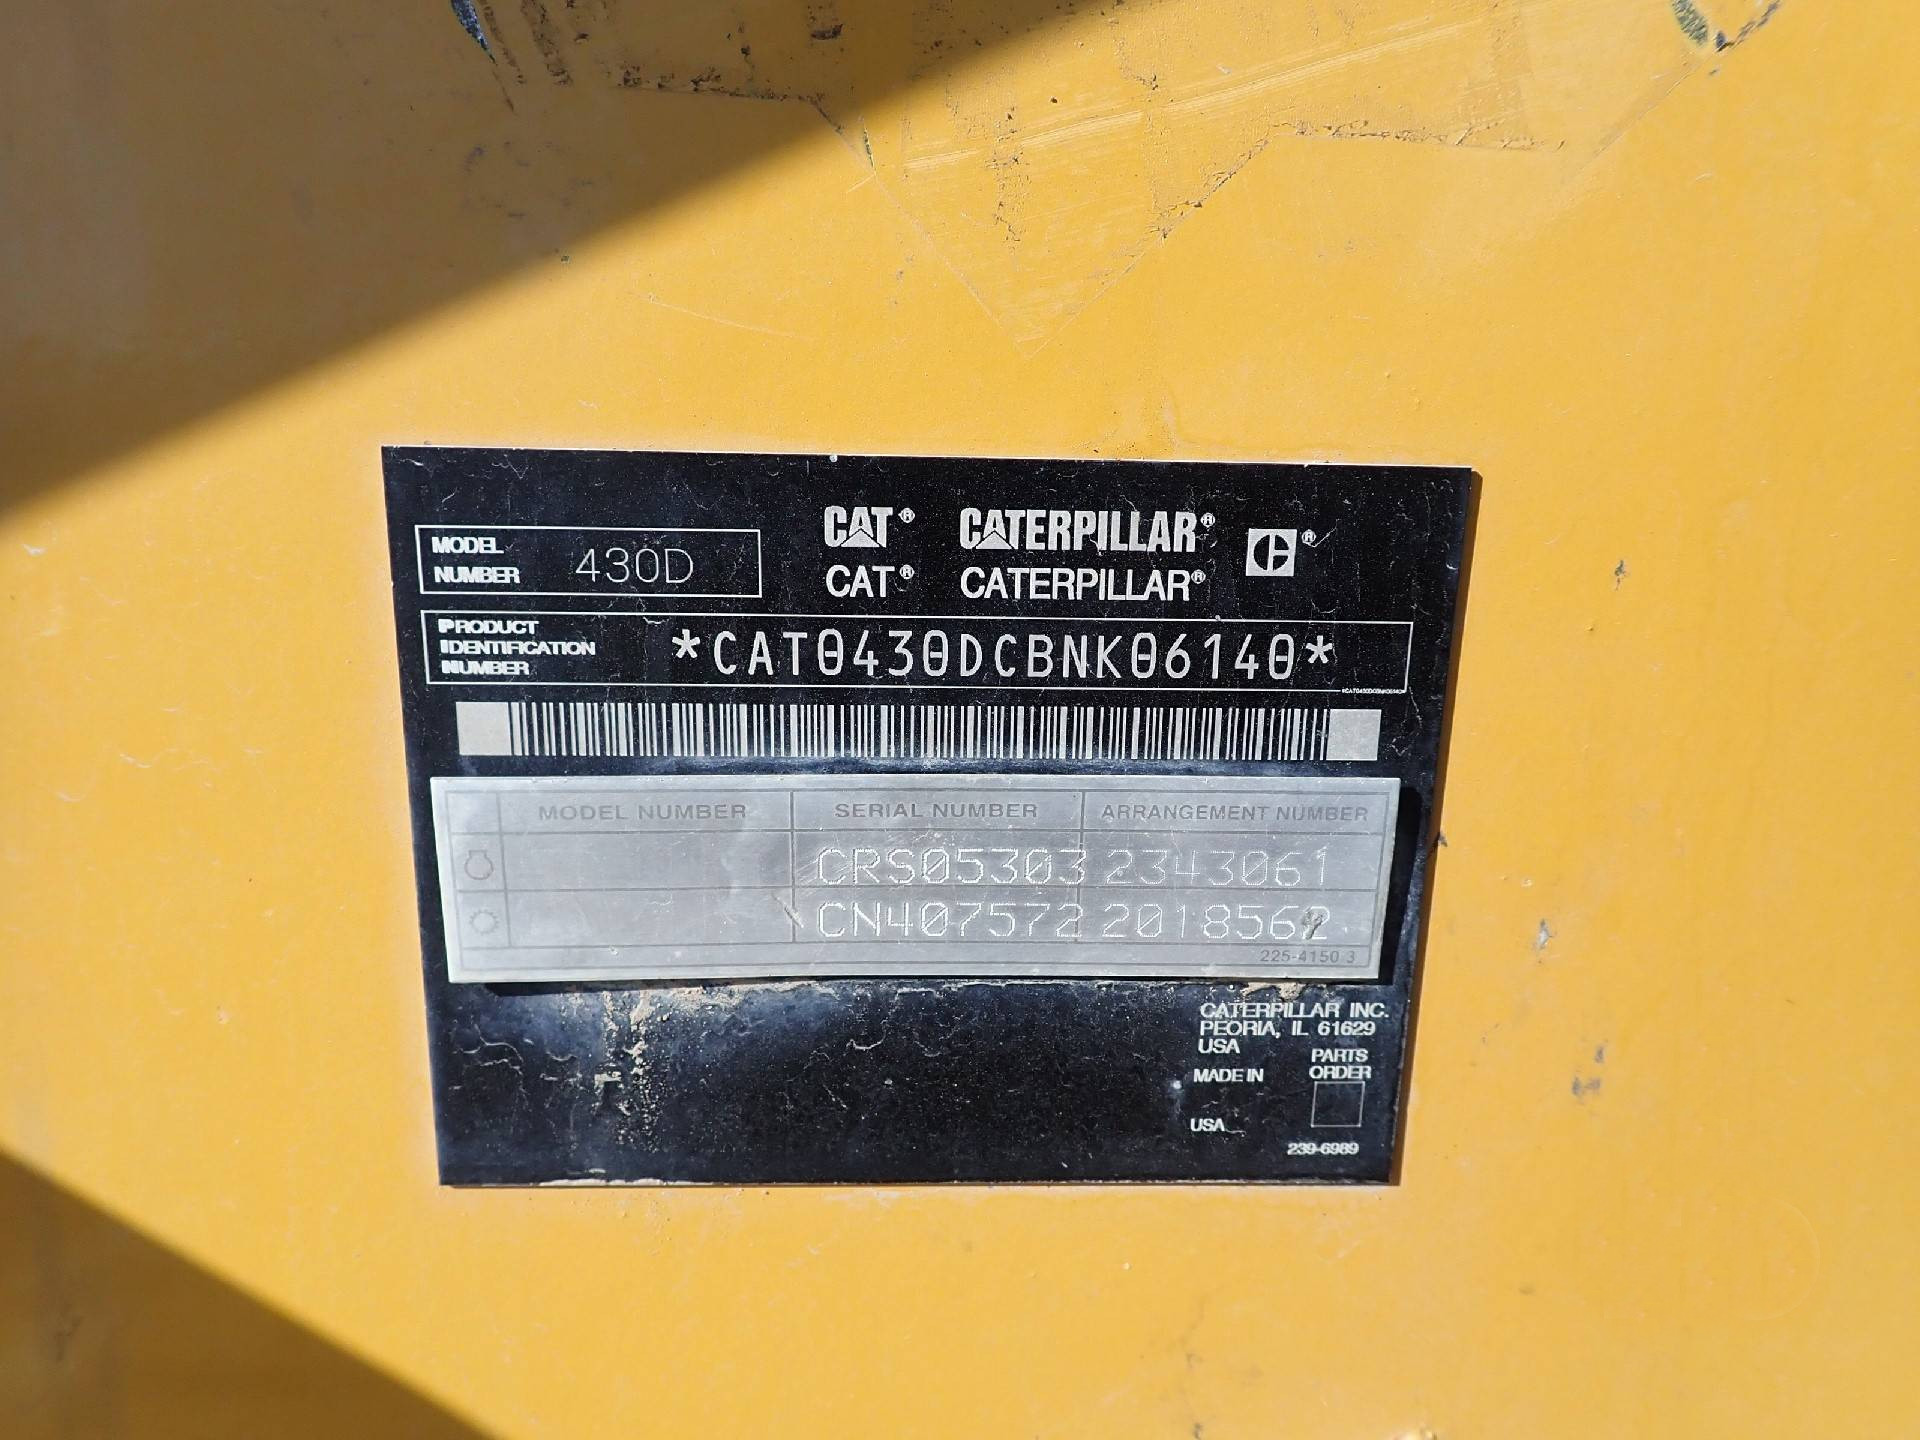 CAT® CATERPILLAR® ®
CAT® CATERPILLAR®
MODEL
NUMBER 430D
PRODUCT
IDENTIFICATION
NUMBER
*CAT0430DCBNK06140*
*CAT0430DCBNK06140*
MODEL NUMBER SERIAL NUMBER ARRANGEMENT NUMBER
CRS05303 2343061
CN407572 2018562
225-4150 3
CATERPILLAR INC.
PEORIA, IL 61629
USA
MADE IN
USA
PARTS
ORDER
239-6989